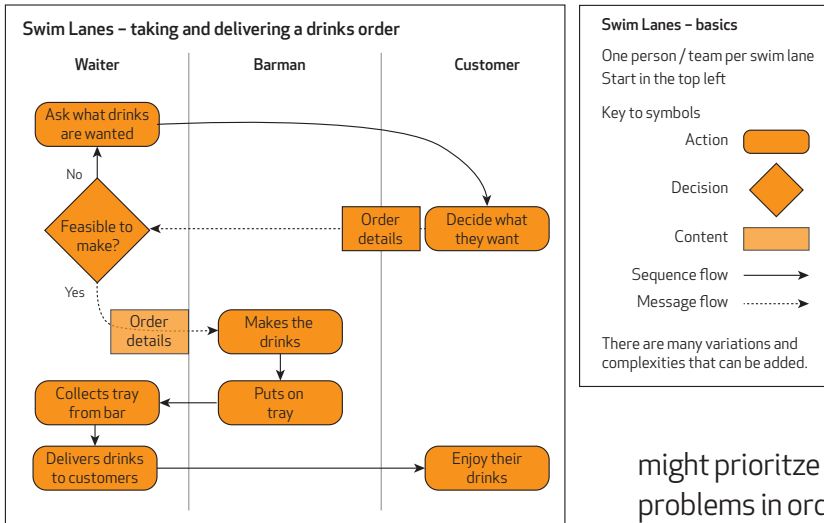 Swim Lanes – taking and delivering a drinks order
Waiter
Barman
Customer
Ask what drinks
are wanted
No
Feasible to
make?
Order
details
Decide what
they want
Yes
Order
details
Makes the
drinks
Collects tray
from bar
Puts on
tray
Delivers drinks
to customers
Enjoy their
drinks
Swim Lanes – basics
One person / team per swim lane
Start in the top left
Key to symbols
Action
Decision
Content
Sequence flow
Message flow
There are many variations and
complexities that can be added.
might prioritze
problems in